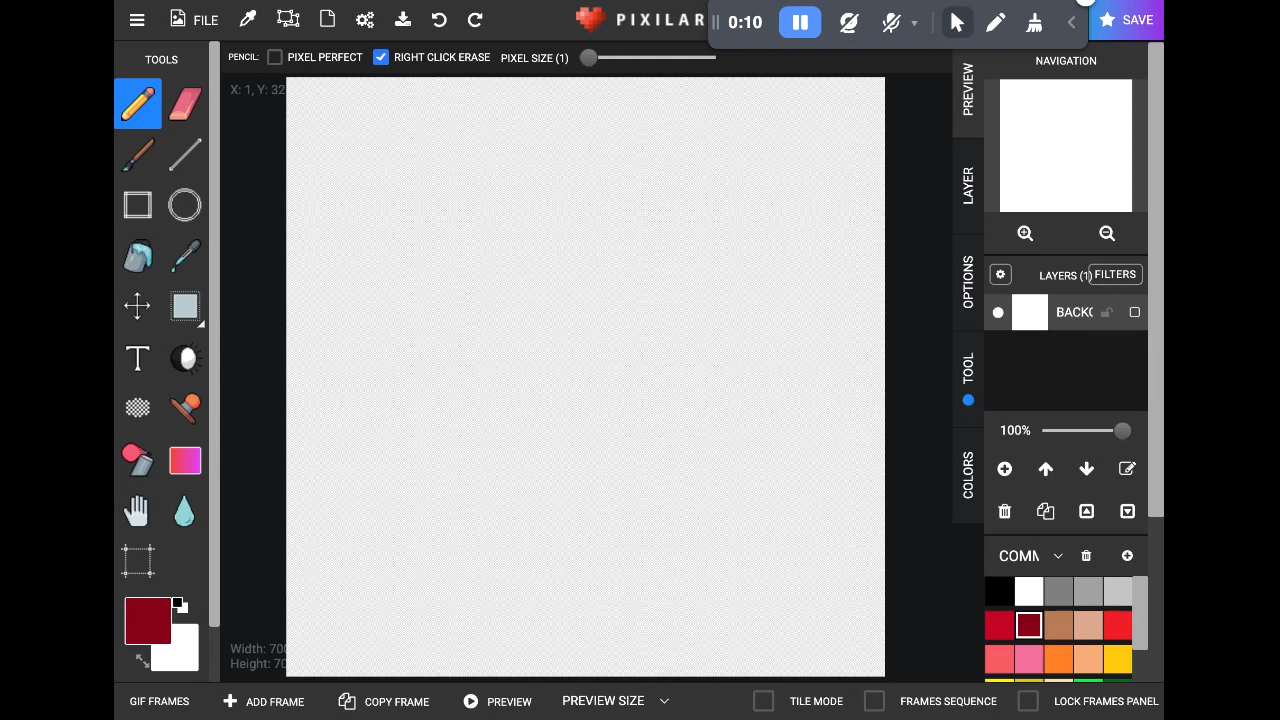 FILE
PIXILAR
0:10
SAVE
TOOLS
PENCIL:
PIXEL PERFECT
RIGHT CLICK ERASE
PIXEL SIZE (1)
X: 1, Y: 32
PREVIEW
LAYER
OPTIONS
TOOL
COLORS
NAVIGATION
LAYERS (1)
FILTERS
BACK
100%
COMM
T
Width: 700
Height: 70
GIF FRAMES
ADD FRAME
COPY FRAME
PREVIEW
PREVIEW SIZE
TILE MODE
FRAMES SEQUENCE
LOCK FRAMES PANEL